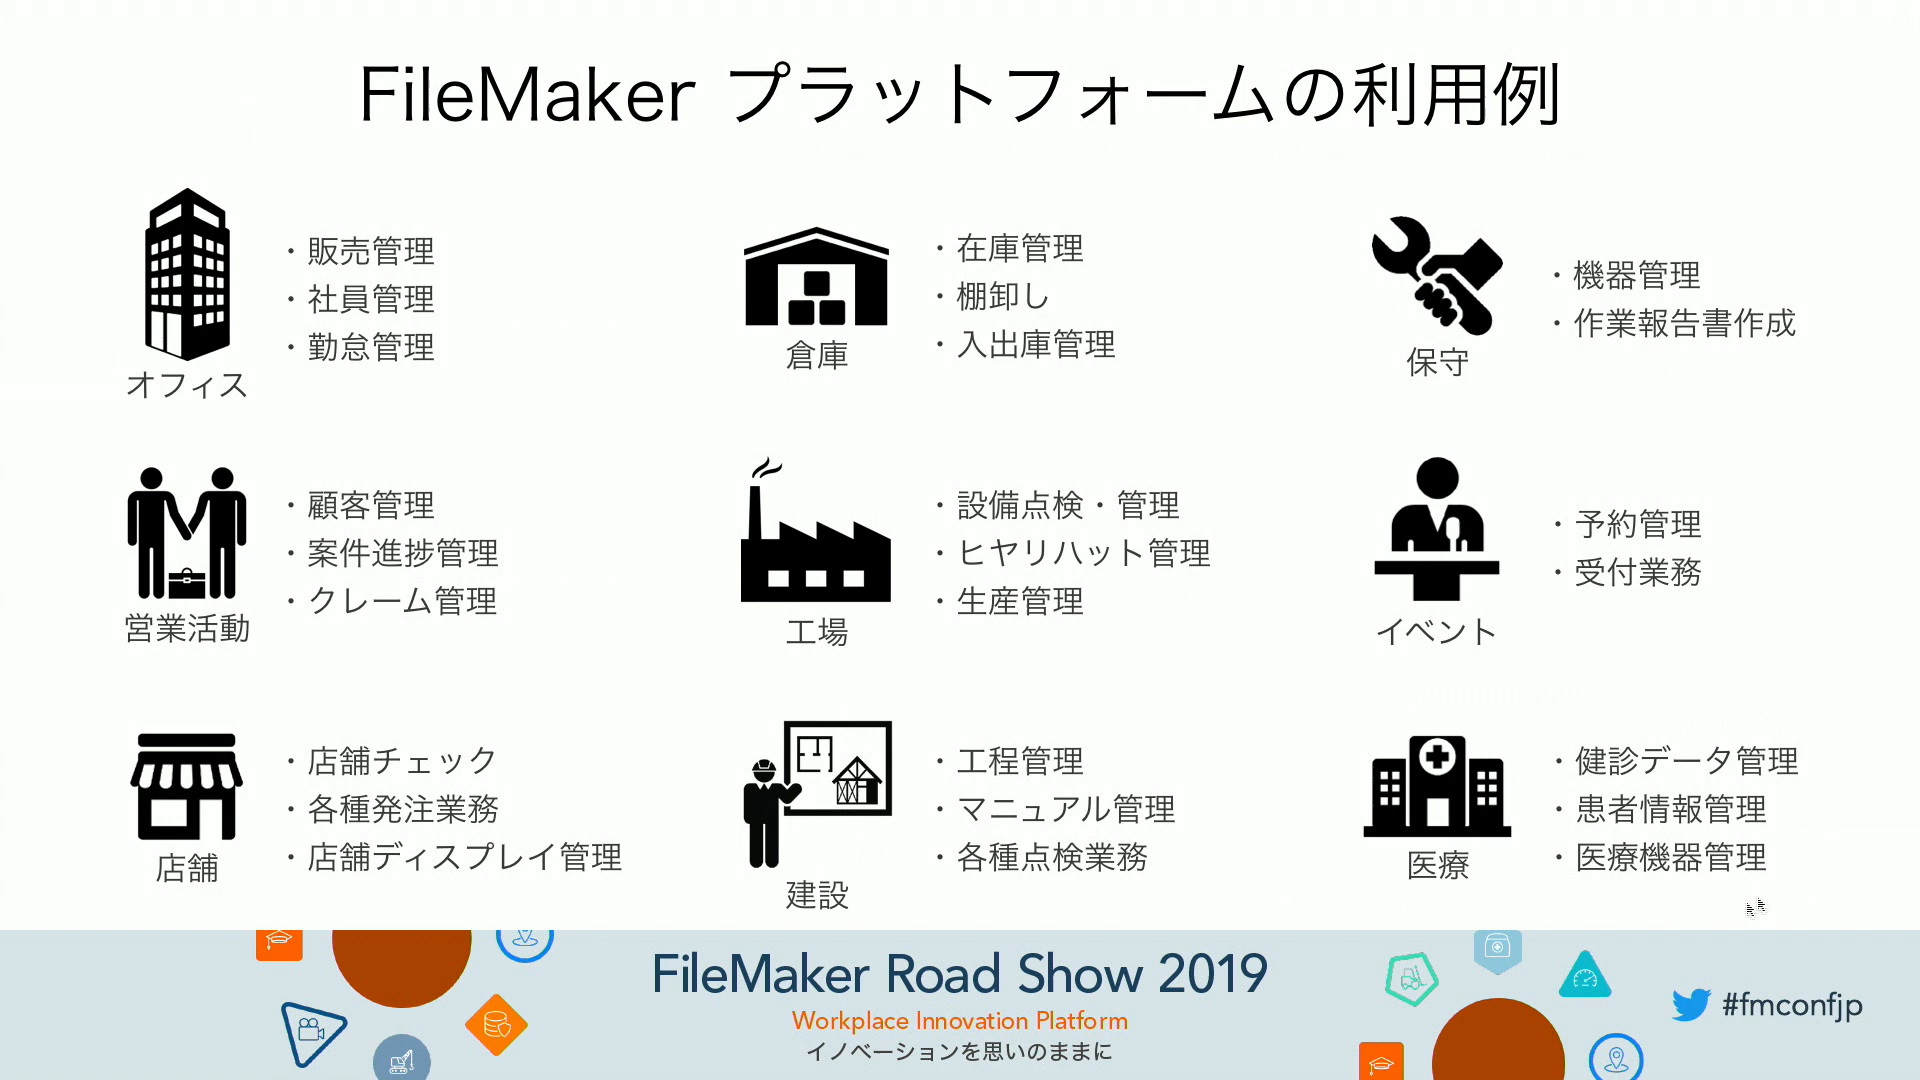 FileMaker プラットフォームの利用例
・販売管理
・社員管理
・勤怠管理
オフィス
・在庫管理
・棚卸し
・入出庫管理
倉庫
・機器管理
・作業報告書作成
保守
・顧客管理
・案件進捗管理
・クレーム管理
営業活動
・設備点検・管理
・ヒヤリハット管理
・生産管理
工場
・予約管理
・受付業務
イベント
・店舗チェック
・各種発注業務
・店舗ディスプレイ管理
店舗
・工程管理
・マニュアル管理
・各種点検業務
建設
・健診データ管理
・患者情報管理
・医療機器管理
医療
FileMaker Road Show 2019
Workplace Innovation Platform
イノベーションを思いのままに
#fmconfjp